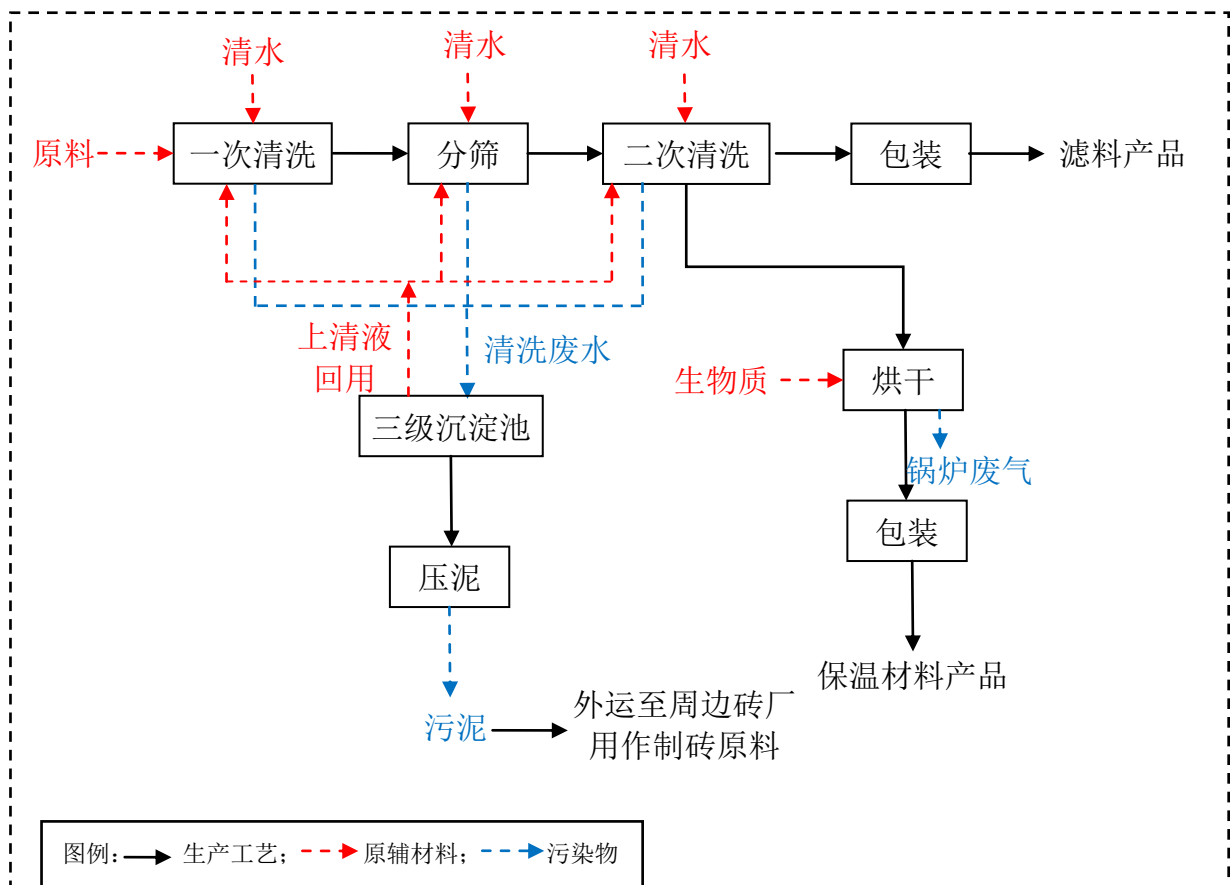 清水
清水
清水
原料
一次清洗
分筛
二次清洗
包装
滤料产品
上清液
回用
清洗废水
生物质
烘干
三级沉淀池
锅炉废气
包装
压泥
保温材料产品
污泥
外运至周边砖厂
用作制砖原料
图例：生产工艺；原辅材料；污染物